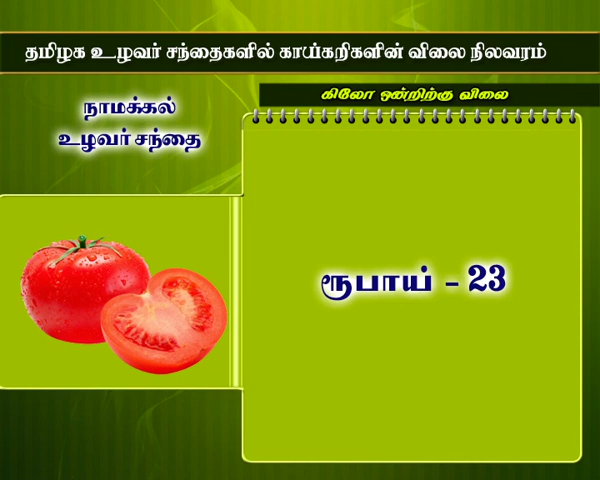 தமிழக உழவர் சந்தைகளில் காய்கறிகளின் விலை நிலவரம்
கிலோ ஒன்றிற்கு விலை
நாமக்கல்
உழவர் சந்தை
ரூபாய் - 23